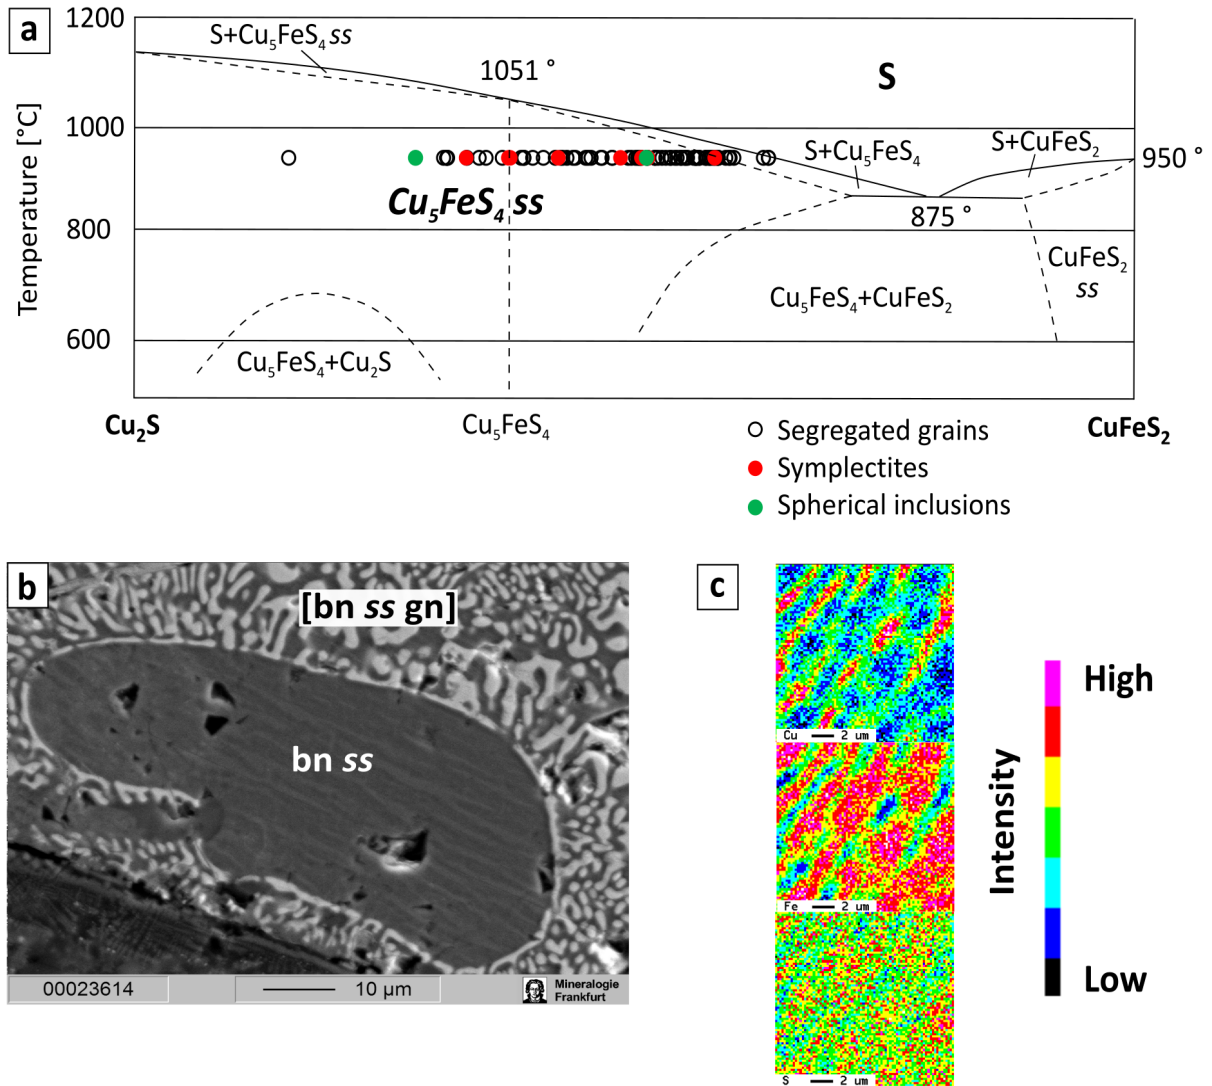 a
1200
1000
800
600
Temperature [°C]
S+Cu₅FeS₄ ss
1051 °
S
S+Cu₅FeS₄
S+CuFeS₂
950 °
Cu₅FeS₄ ss
875 °
CuFeS₂
ss
Cu₅FeS₄+CuFeS₂
Cu₅FeS₄+Cu₂S
Cu₂S
Cu₅FeS₄
CuFeS₂
Segregated grains
Symplectites
Spherical inclusions
b
[bn ss gn]
bn ss
00023614
10 µm
Mineralogie
Frankfurt
c
Cu 2 um
Fe 2 um
S 2 um
Intensity
High
Low